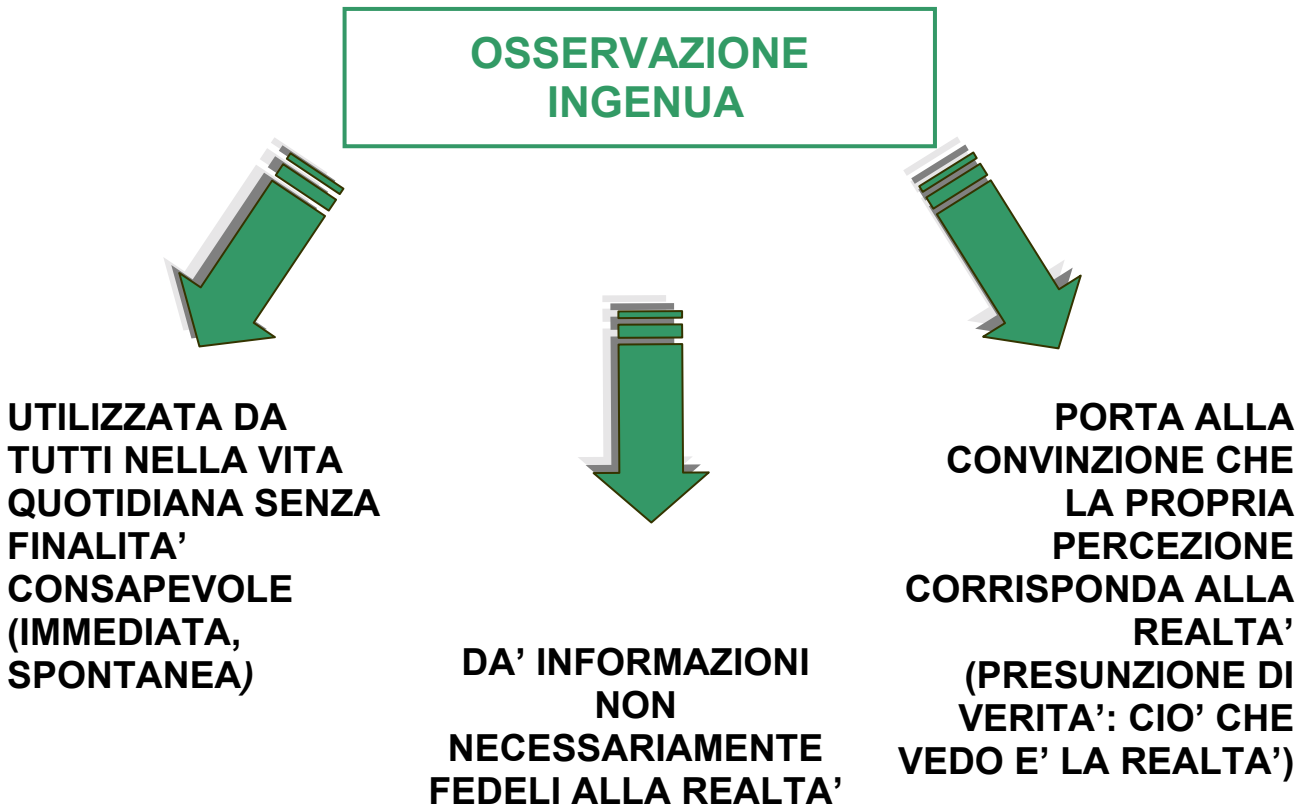 OSSERVAZIONE
INGENUA
UTILIZZATA DA
TUTTI NELLA VITA
QUOTIDIANA SENZA
FINALITA’
CONSAPEVOLE
(IMMEDIATA,
SPONTANEA)
DA’ INFORMAZIONI
NON
NECESSARIAMENTE
FEDELI ALLA REALTA’
PORTA ALLA
CONVINZIONE CHE
LA PROPRIA
PERCEZIONE
CORRISPONDA ALLA
REALTA’
(PRESUNZIONE DI
VERITA’: CIO’ CHE
VEDO E’ LA REALTA’)